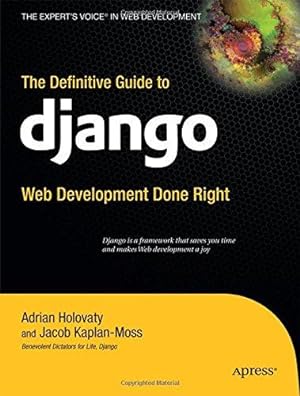 THE EXPERT'S VOICE® IN WEB DEVELOPMENT
The Definitive Guide to
django
Web Development Done Right
Django is a framework that saves you time
and makes Web development a joy
Adrian Holovaty
and Jacob Kaplan-Moss
Benevolent Dictators for Life, Django
Apress®